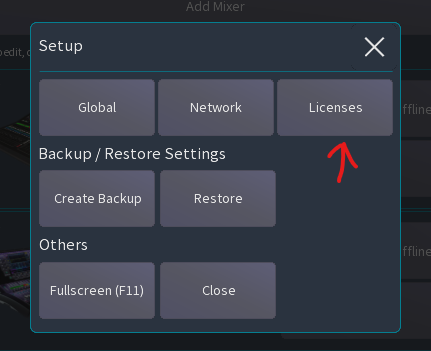 Add Mixer
edit, c
Setup
Global Network Licenses
ffline
Backup / Restore Settings
Create Backup Restore
Others
ffline
Fullscreen (F11) Close